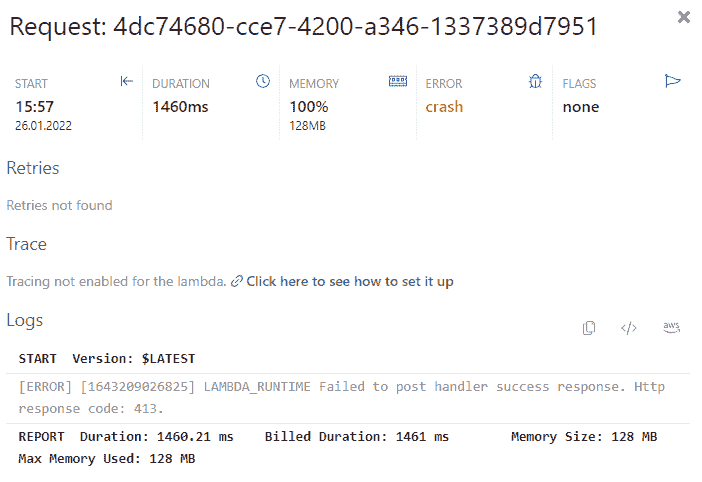 Request: 4dc74680-cce7-4200-a346-1337389d7951
START DURATION MEMORY ERROR FLAGS
15:57 1460ms 100% crash none
26.01.2022 128MB
Retries
Retries not found
Trace
Tracing not enabled for the lambda. Click here to see how to set it up
Logs
aws
START Version: $LATEST
[ERROR] [1643209026825] LAMBDA_RUNTIME Failed to post handler success response. Http
response code: 413.
REPORT Duration: 1460.21 ms Billed Duration: 1461 ms Memory Size: 128 MB
Max Memory Used: 128 MB